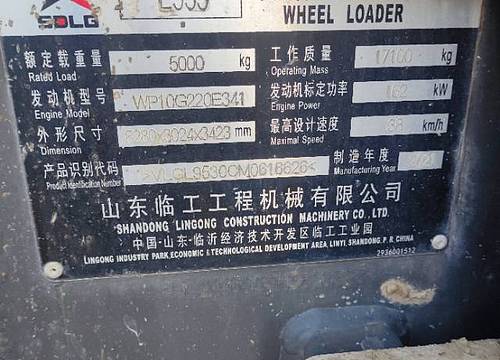 SDLG
WHEEL LOADER
额定载重量 5000 kg 工作质量 17100 kg
Rated Load Operating Mass
发动机型号 WP10G220E341 发动机标定功率 162 kW
Engine Model Engine Power
外形尺寸 8280×3024×3423 mm 最高设计速度 38 km/h
Dimension Maximal Speed
产品识别代码 制造年度
Product Identification Number Manufacturing Year
山东临工工程机械有限公司
SHANDONG LINGONG CONSTRUCTION MACHINERY CO., LTD.
中国·山东·临沂经济技术开发区临工工业园
LINGONG INDUSTRY PARK, ECONOMIC & TECHNOLOGICAL DEVELOPMENT AREA, LINYI, SHANDONG, P. R. CHINA
2936001512